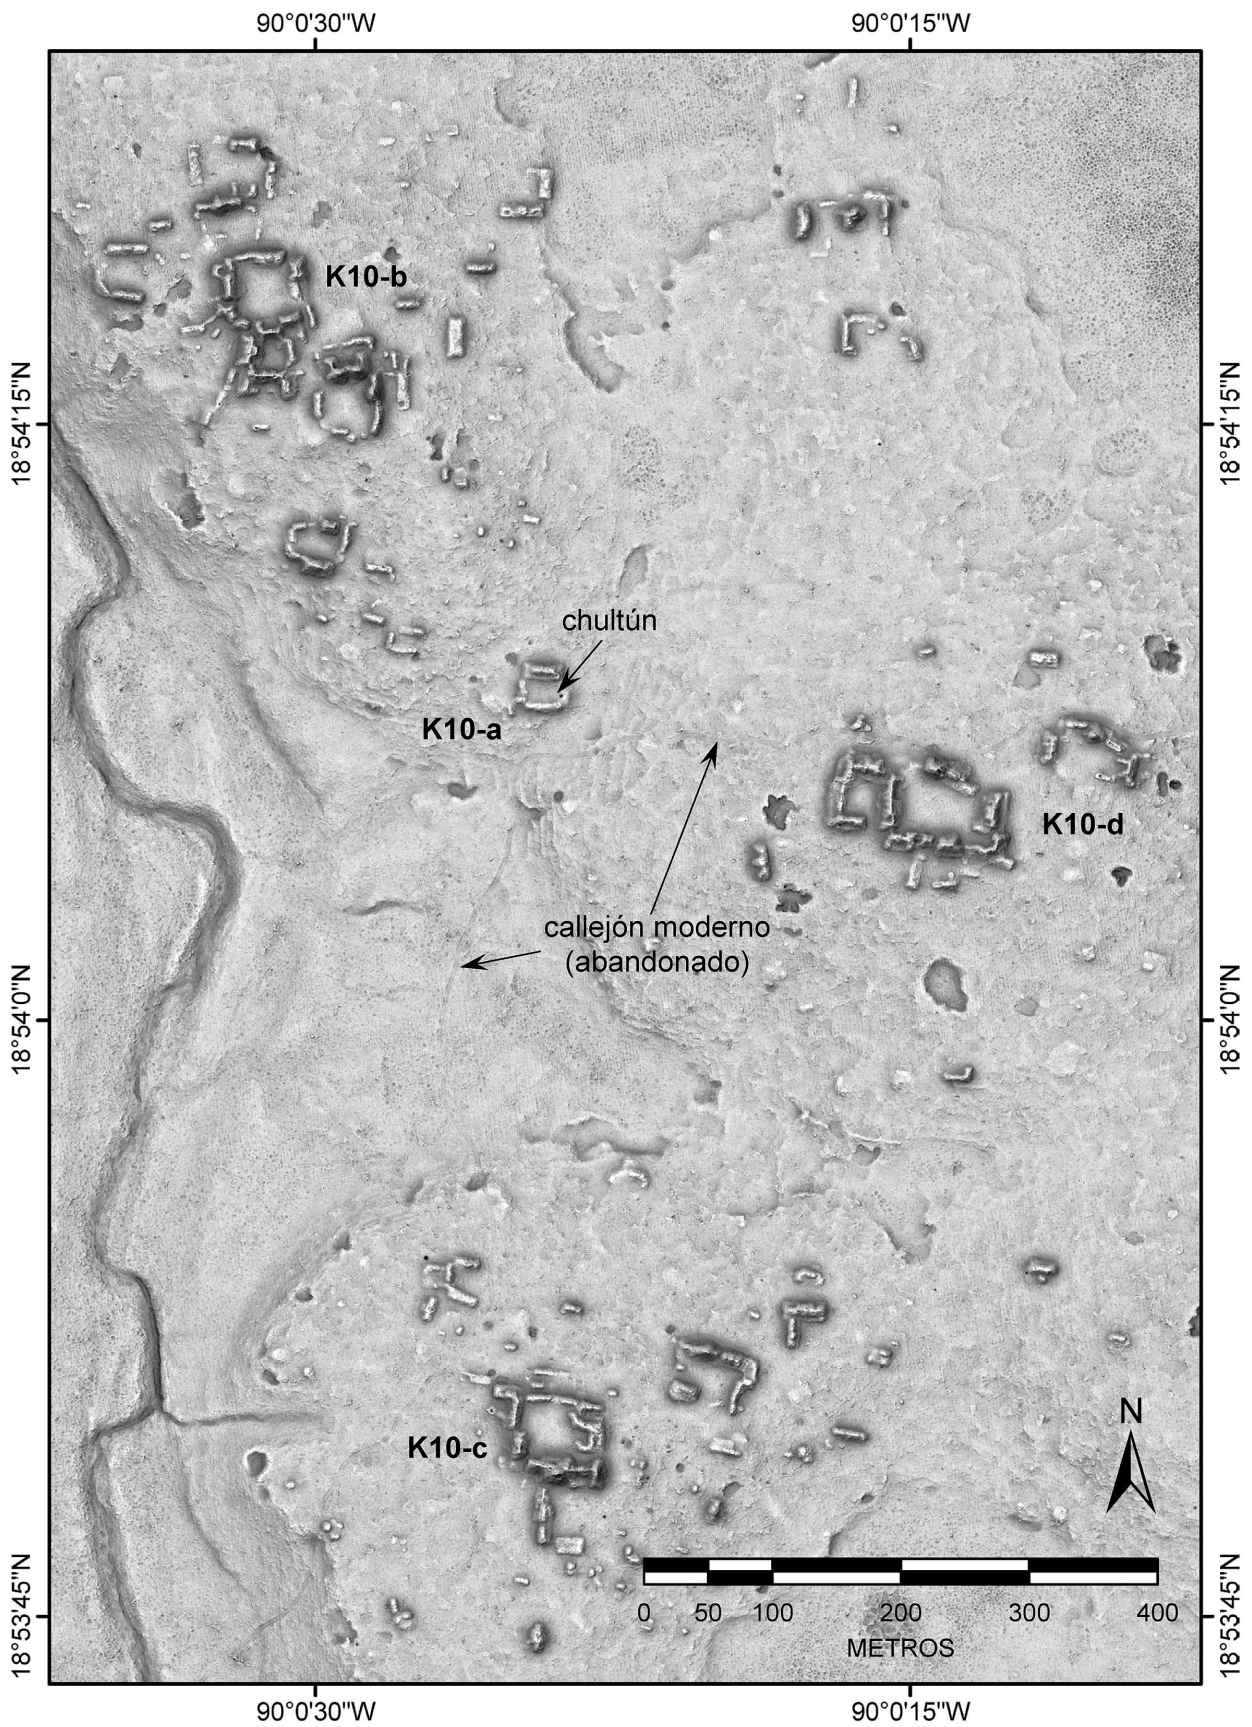 90°0'30"W
90°0'15"W
K10-b
18°54'15"N
18°54'15"N
chultún
K10-a
K10-d
callejón moderno
(abandonado)
18°54'0"N
18°54'0"N
N
K10-c
18°53'45"N
18°53'45"N
0 50 100 200 300 400
METROS
90°0'30"W
90°0'15"W